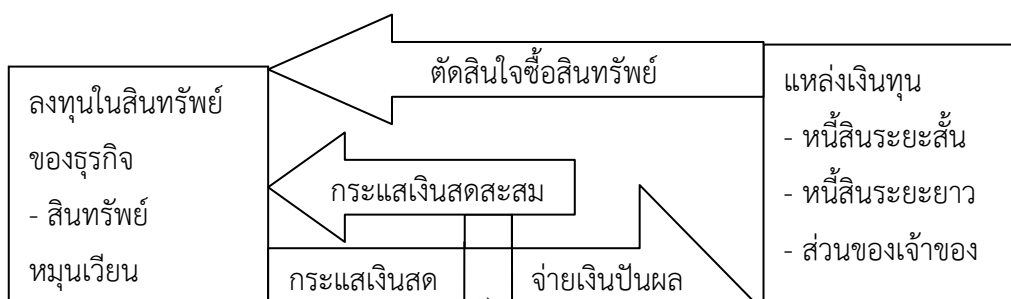 ตัดสินใจซื้อสินทรัพย์
ลงทุนในสินทรัพย์
ของธุรกิจ
- สินทรัพย์
หมุนเวียน
กระแสเงินสดสะสม
กระแสเงินสด
จ่ายเงินปันผล
แหล่งเงินทุน
- หนี้สินระยะสั้น
- หนี้สินระยะยาว
- ส่วนของเจ้าของ